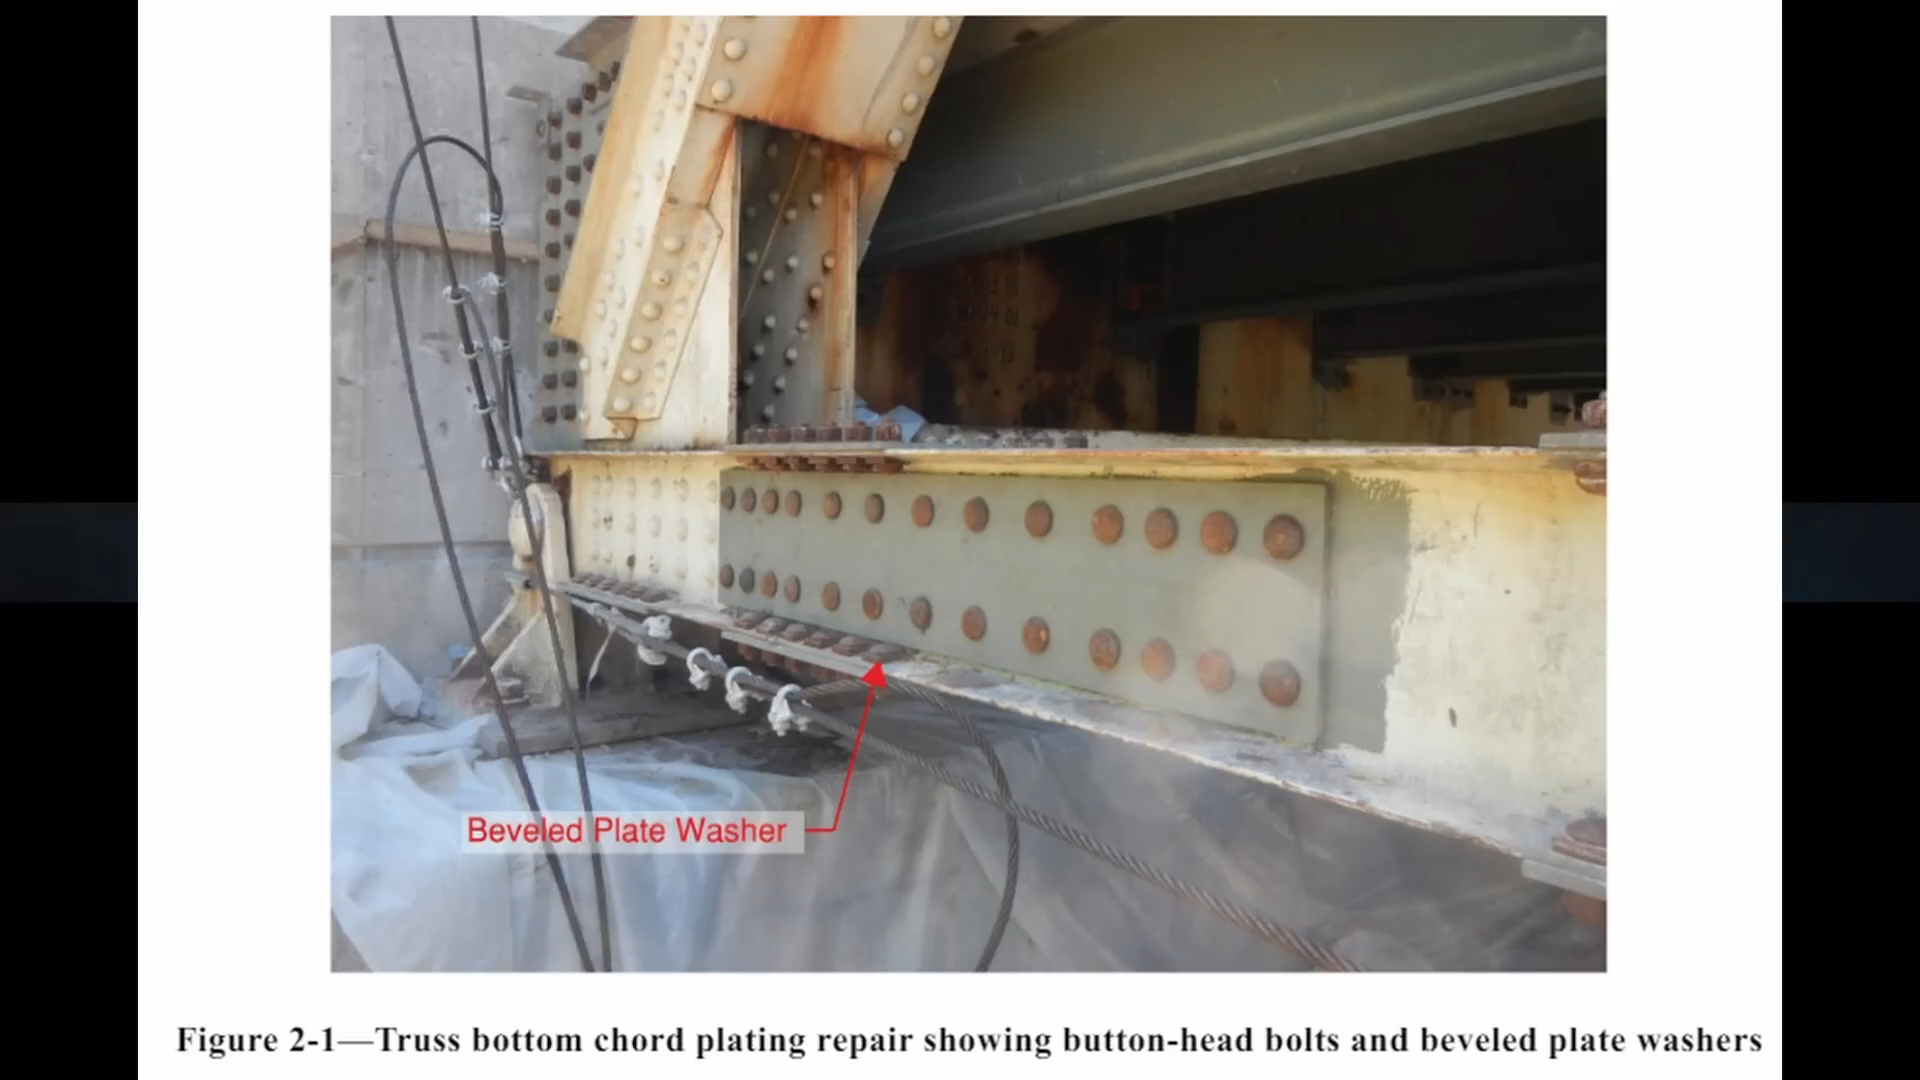 Beveled Plate Washer
Figure 2-1—Truss bottom chord plating repair showing button-head bolts and beveled plate washers